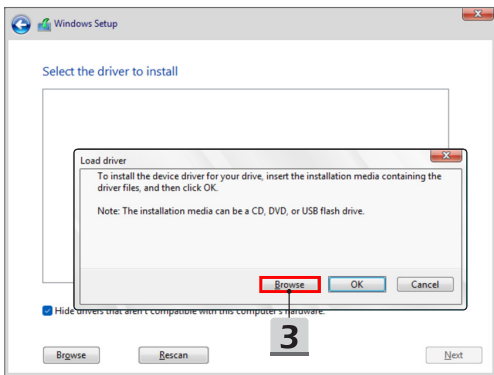 Windows Setup
Select the driver to install
Load driver
To install the device driver for your drive, insert the installation media containing the
driver files, and then click OK.
Note: The installation media can be a CD, DVD, or USB flash drive.
Browse OK Cancel
Hide drivers that aren't compatible with this computer's hardware.
3
Browse Rescan Next